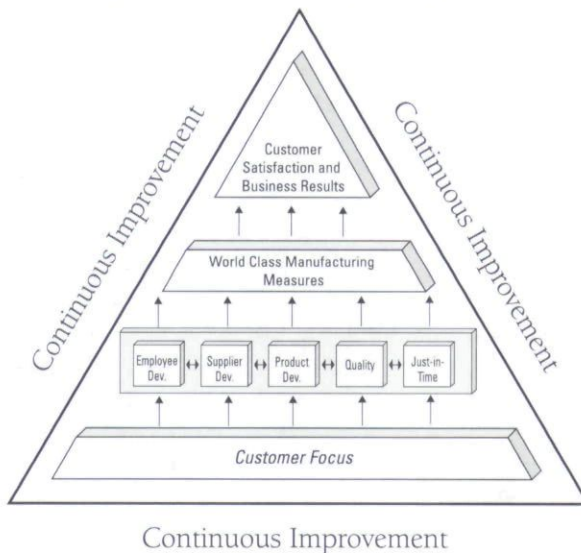 Continuous Improvement
Continuous Improvement
Customer
Satisfaction and
Business Results
World Class Manufacturing
Measures
Employee
Dev.
Supplier
Dev.
Product
Dev.
Quality
Just-in-
Time
Customer Focus
Continuous Improvement